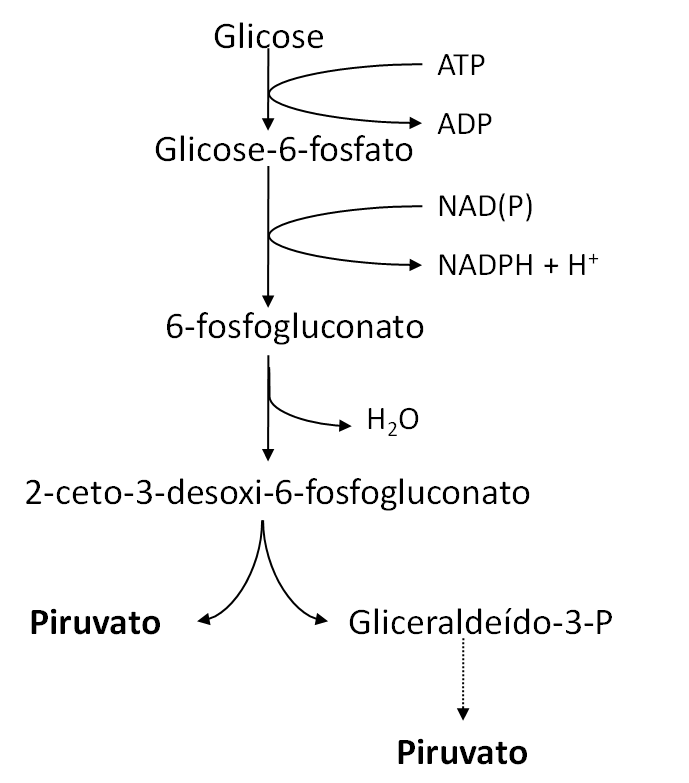 Glicose
ATP
ADP
Glicose-6-fosfato
NAD(P)
NADPH + H⁺
6-fosfogluconato
H₂O
2-ceto-3-desoxi-6-fosfogluconato
Piruvato
Gliceraldeído-3-P
Piruvato